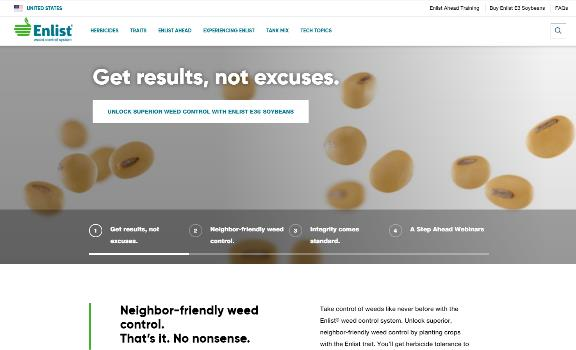 UNITED STATES
Enlist Ahead Training
Buy Enlist E3 Soybeans
FAQs
Enlist
weed control system
HERBICIDES
TRAITS
ENLIST AHEAD
EXPERIENCING ENLIST
TANK MIX
TECH TOPICS
Get results, not excuses.
UNLOCK SUPERIOR WEED CONTROL WITH ENLIST E3® SOYBEANS
1 Get results, not
excuses.
2 Neighbor-friendly weed
control.
3 Integrity comes
standard.
4 A Step Ahead Webinars
Neighbor-friendly weed
control.
That's it. No nonsense.
Take control of weeds like never before with the
Enlist® weed control system. Unlock superior,
neighbor-friendly weed control by planting crops
with the Enlist trait. You'll get herbicide tolerance to